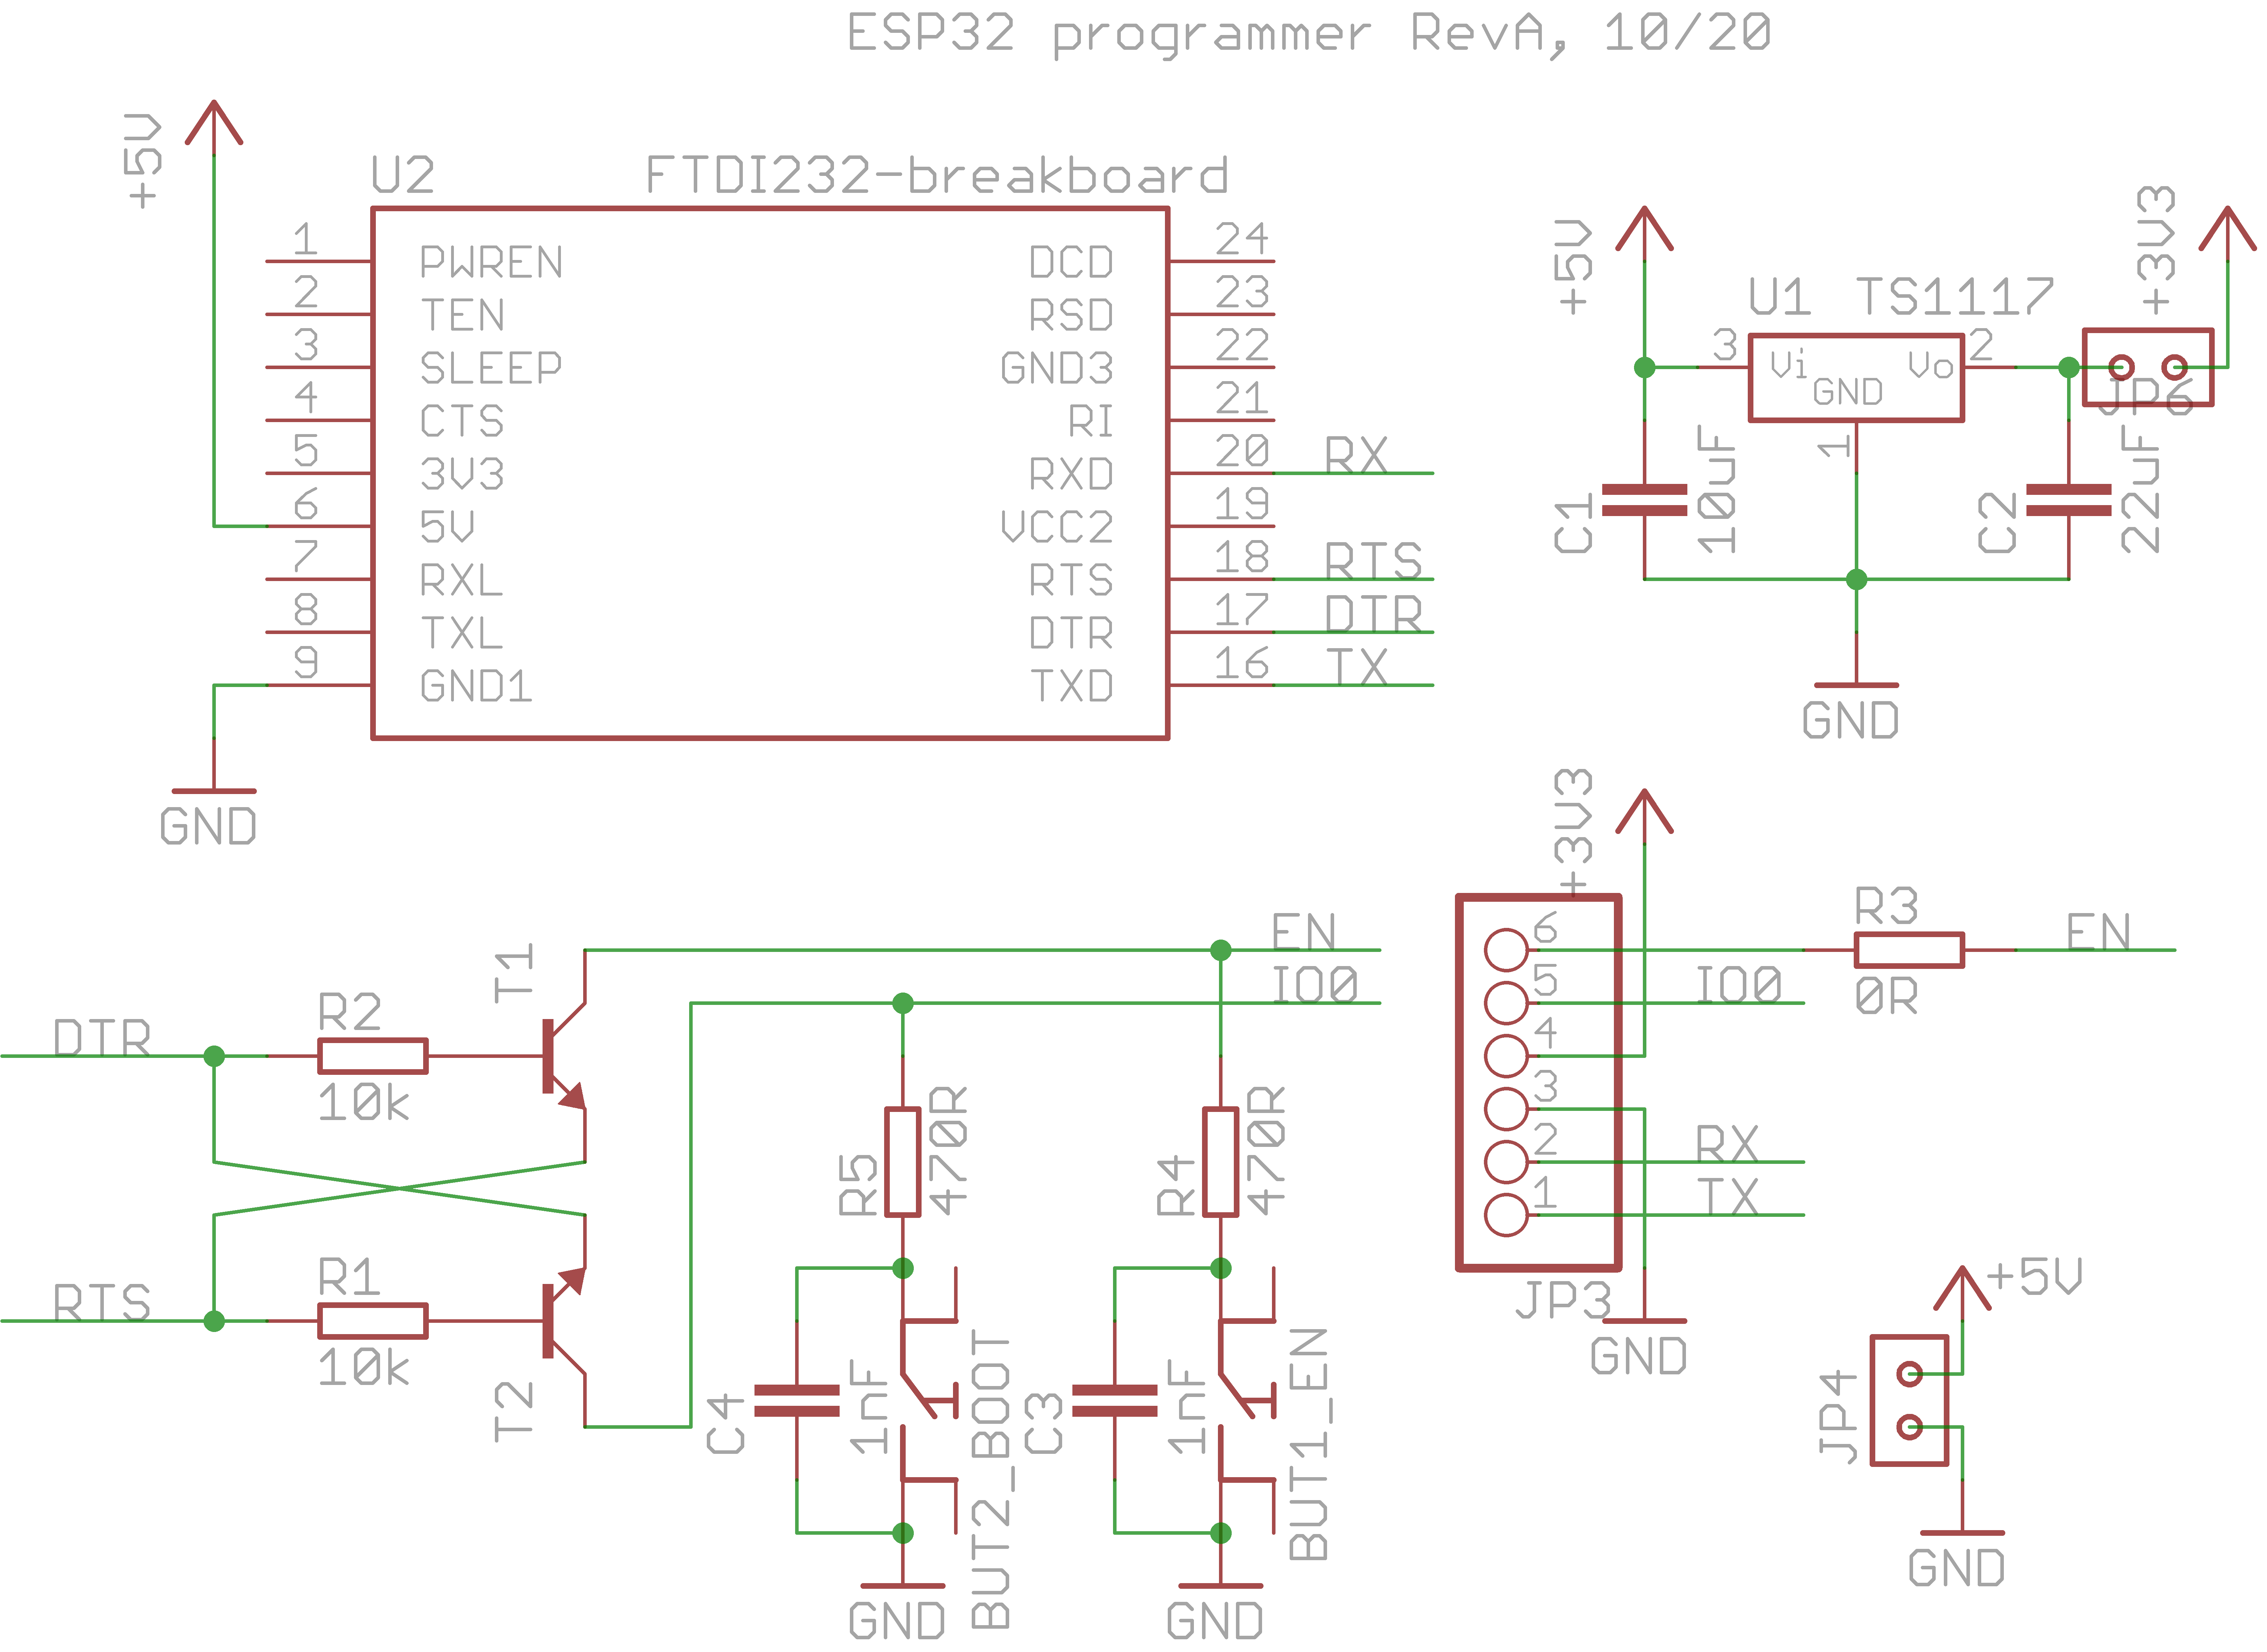 ESP32 programmer RevA, 10/20
+5V
U2 FTDI232-breakboard
1 PWREN DCD 24
2 TEN RSD 23
3 SLEEP GND3 22
4 CTS RI 21
5 3V3 RXD 20 RX
6 5V VCC2 19
7 RXL RTS 18 RTS
8 TXL DTR 17 DTR
9 GND1 TXD 16 TX
GND
+5V
U1 TS1117
+3V3
3 Vi GND Vo 2
1
JP6
C1 10uF
C2 22uF
GND
DTR
R2
10k
T1
RTS
R1
10k
T2
EN
IO0
R5 470R
R4 470R
C4 1nF
BUT2_BOOT
C3 1nF
BUT1_EN
GND
GND
+3V3
6
5 IO0
4
3
2 RX
1 TX
JP3
GND
R3
0R
EN
+5V
JP4
GND